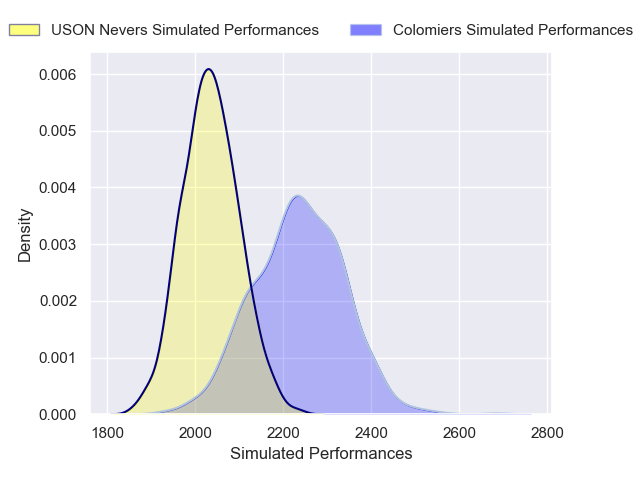 USON Nevers Simulated Performances
Colomiers Simulated Performances
0.006
0.005
0.004
0.003
0.002
0.001
0.000
Density
1800 2000 2200 2400 2600 2800
Simulated Performances